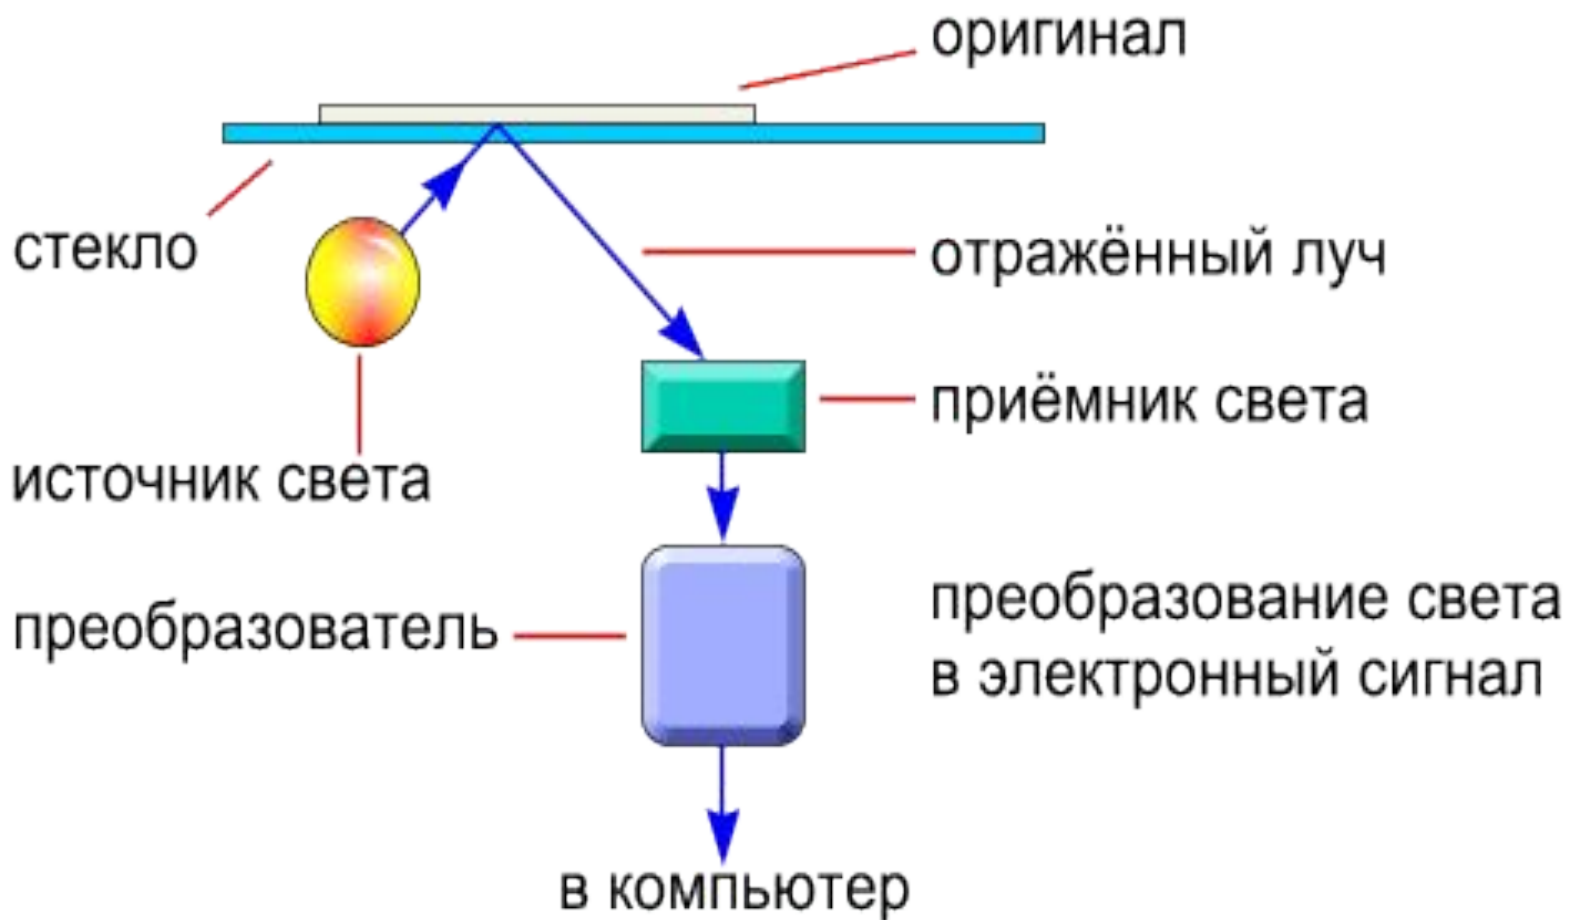 оригинал
стекло
отражённый луч
приёмник света
источник света
преобразователь
преобразование света
в электронный сигнал
в компьютер